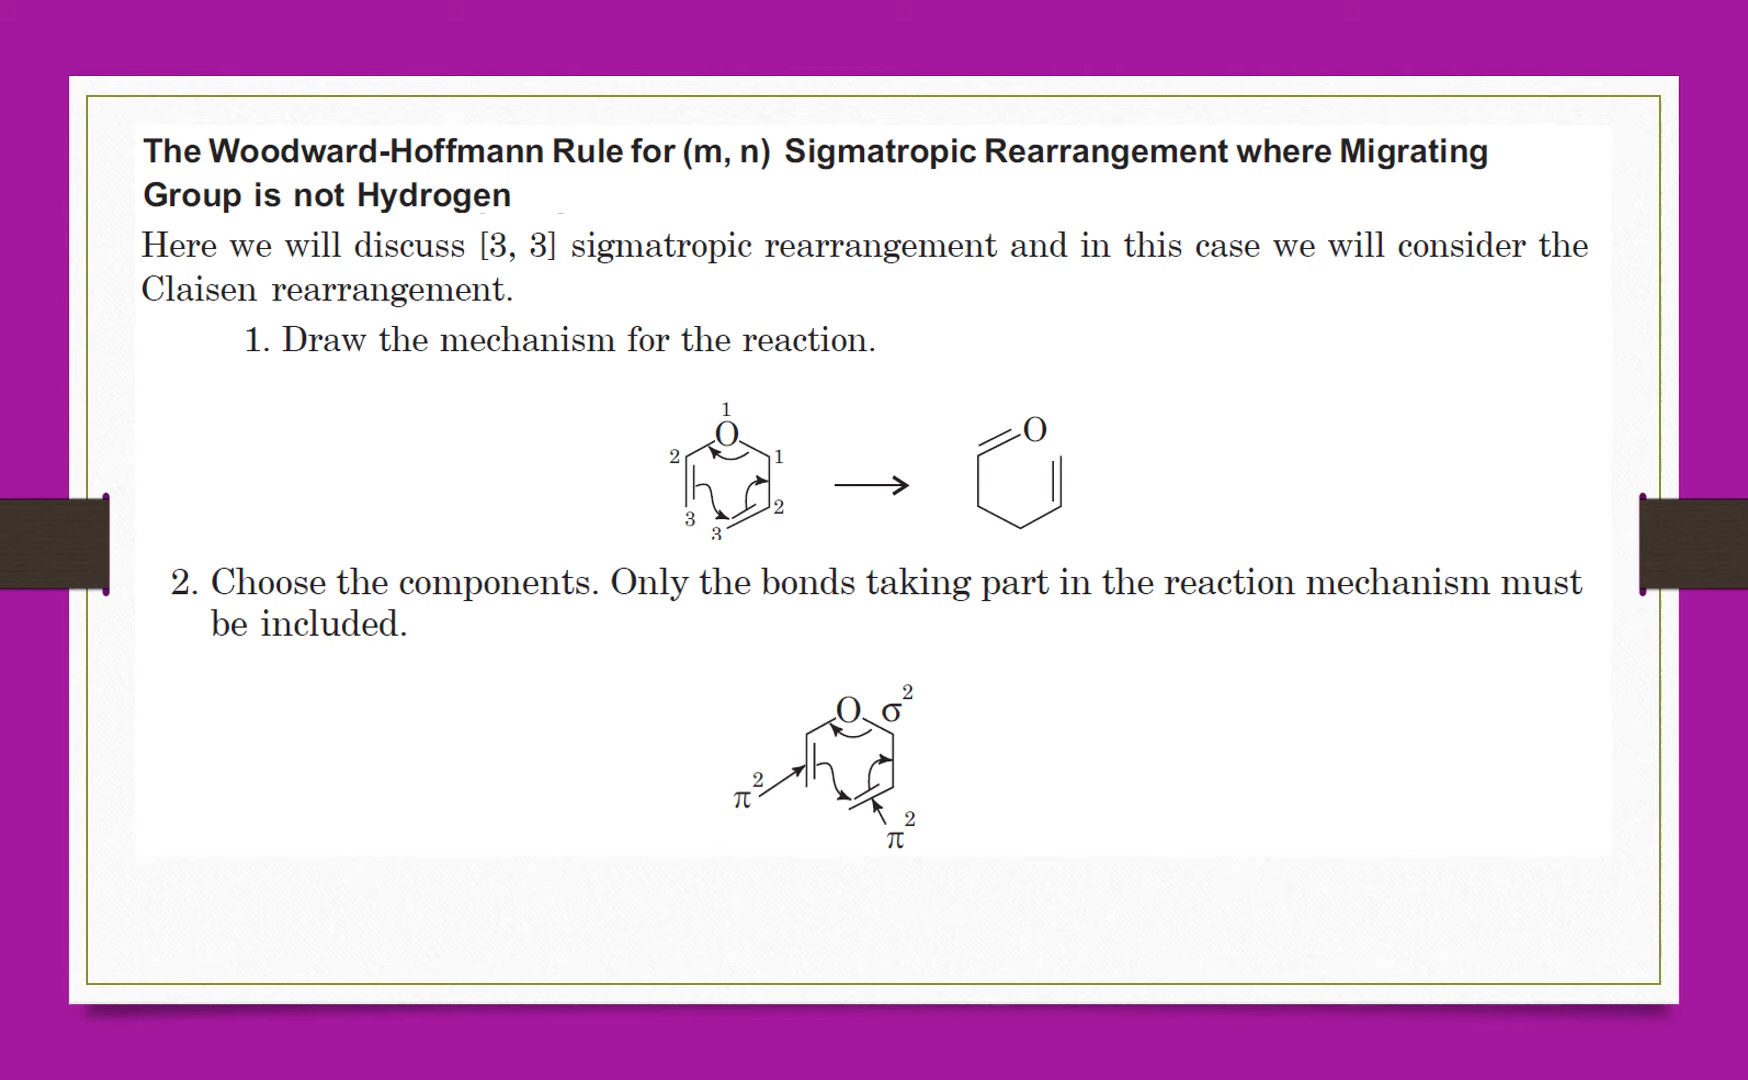 The Woodward-Hoffmann Rule for (m, n) Sigmatropic Rearrangement where Migrating
Group is not Hydrogen
Here we will discuss [3, 3] sigmatropic rearrangement and in this case we will consider the
Claisen rearrangement.
1. Draw the mechanism for the reaction.
1
O
2
1
3
3
2
O
2. Choose the components. Only the bonds taking part in the reaction mechanism must
be included.
O σ²
π²
π²